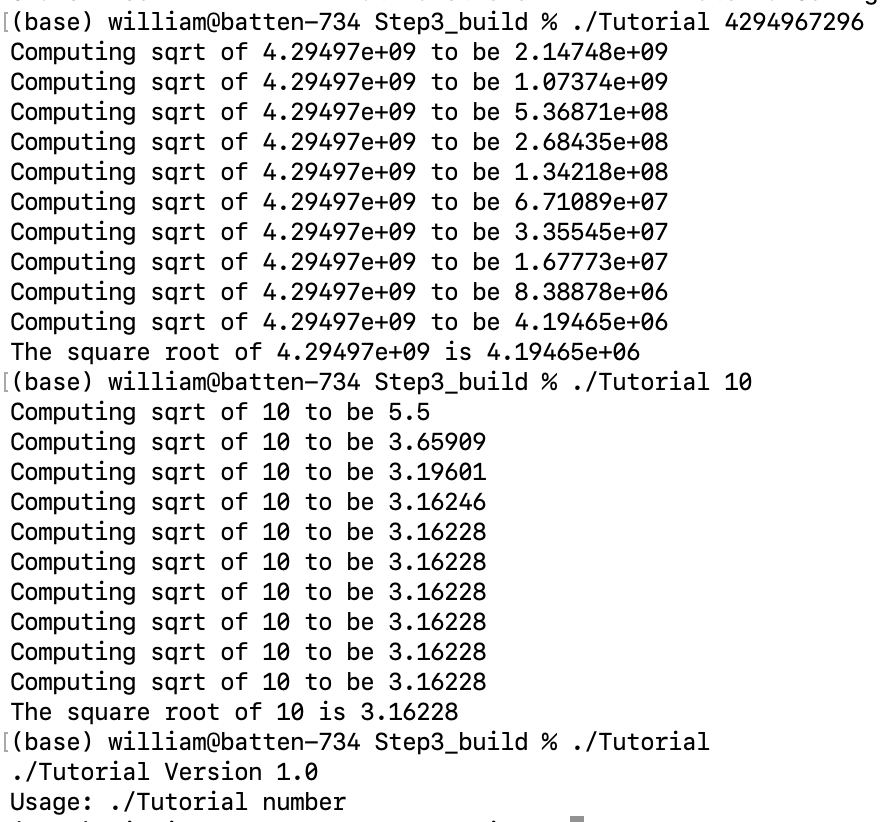 [(base) william@batten-734 Step3_build % ./Tutorial 4294967296
Computing sqrt of 4.29497e+09 to be 2.14748e+09
Computing sqrt of 4.29497e+09 to be 1.07374e+09
Computing sqrt of 4.29497e+09 to be 5.36871e+08
Computing sqrt of 4.29497e+09 to be 2.68435e+08
Computing sqrt of 4.29497e+09 to be 1.34218e+08
Computing sqrt of 4.29497e+09 to be 6.71089e+07
Computing sqrt of 4.29497e+09 to be 3.35545e+07
Computing sqrt of 4.29497e+09 to be 1.67773e+07
Computing sqrt of 4.29497e+09 to be 8.38878e+06
Computing sqrt of 4.29497e+09 to be 4.19465e+06
The square root of 4.29497e+09 is 4.19465e+06
[(base) william@batten-734 Step3_build % ./Tutorial 10
Computing sqrt of 10 to be 5.5
Computing sqrt of 10 to be 3.65909
Computing sqrt of 10 to be 3.19601
Computing sqrt of 10 to be 3.16246
Computing sqrt of 10 to be 3.16228
Computing sqrt of 10 to be 3.16228
Computing sqrt of 10 to be 3.16228
Computing sqrt of 10 to be 3.16228
Computing sqrt of 10 to be 3.16228
Computing sqrt of 10 to be 3.16228
The square root of 10 is 3.16228
[(base) william@batten-734 Step3_build % ./Tutorial
./Tutorial Version 1.0
Usage: ./Tutorial number